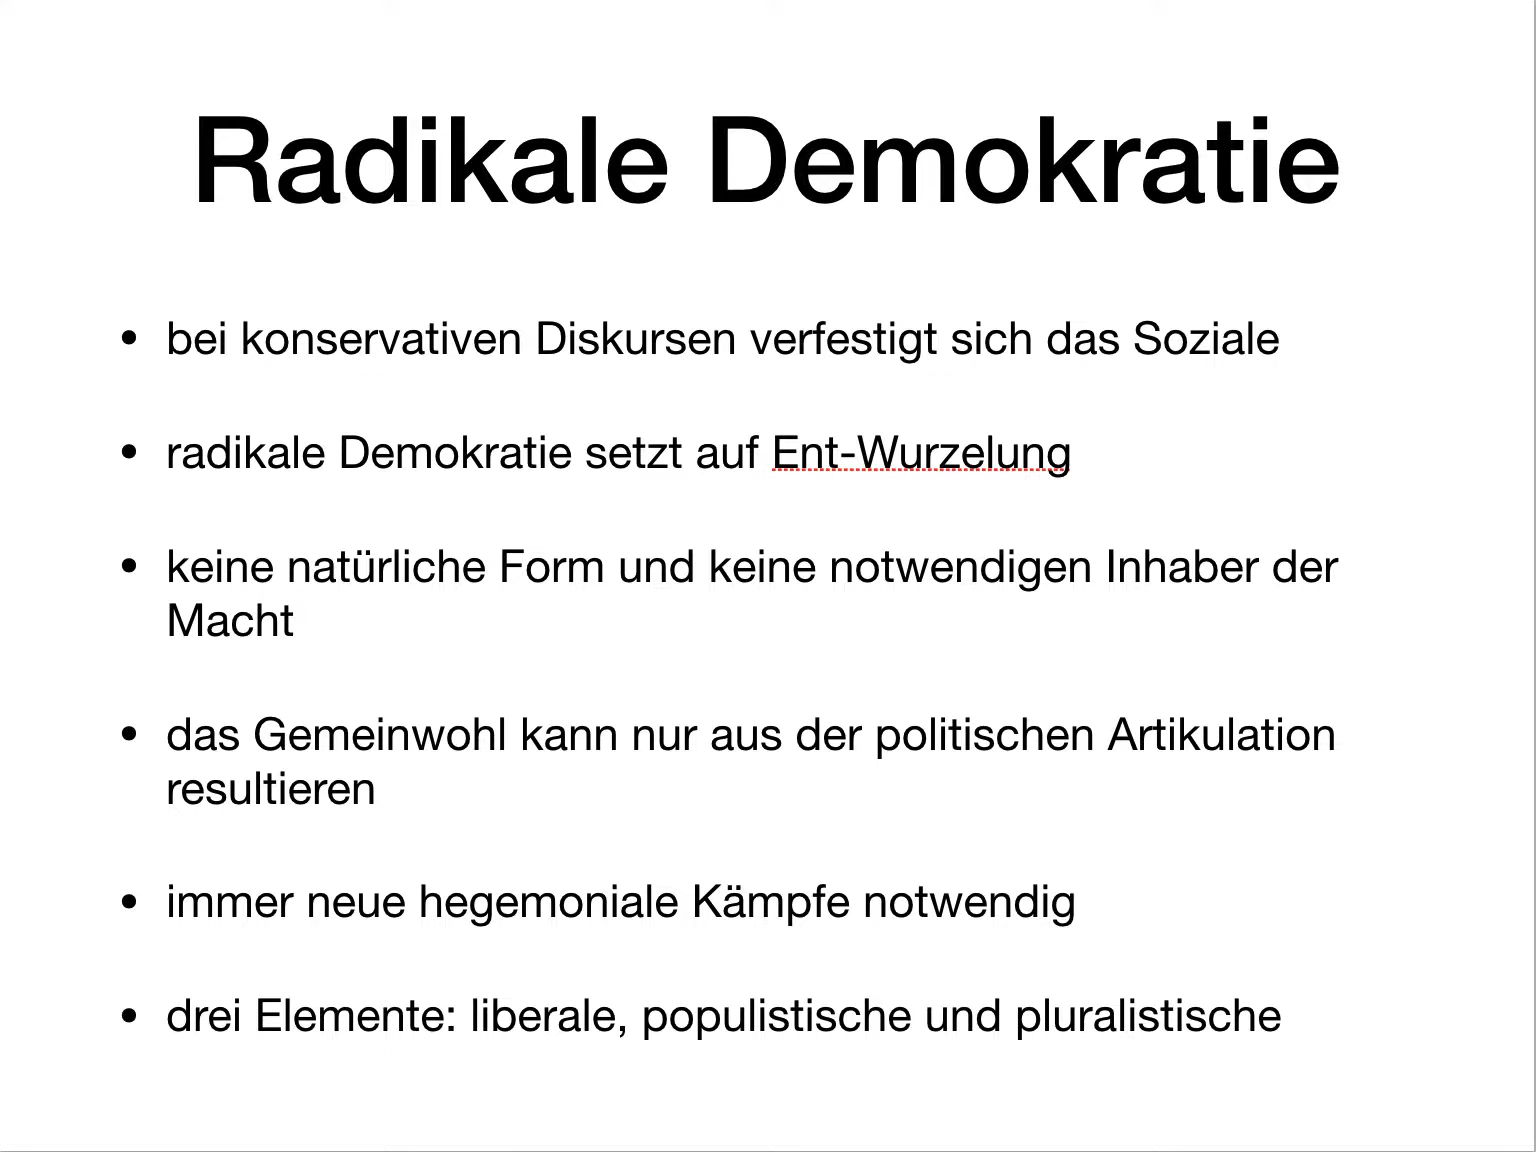 Radikale Demokratie
• bei konservativen Diskursen verfestigt sich das Soziale
• radikale Demokratie setzt auf Ent-Wurzelung
• keine natürliche Form und keine notwendigen Inhaber der
Macht
• das Gemeinwohl kann nur aus der politischen Artikulation
resultieren
• immer neue hegemoniale Kämpfe notwendig
• drei Elemente: liberale, populistische und pluralistische